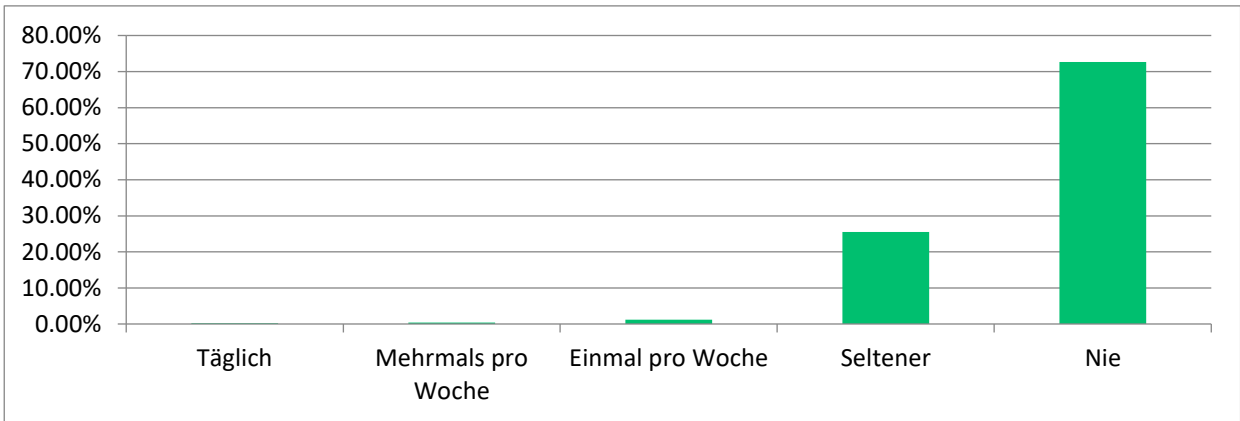 80.00%
70.00%
60.00%
50.00%
40.00%
30.00%
20.00%
10.00%
0.00%
Täglich
Mehrmals pro
Woche
Einmal pro Woche
Seltener
Nie